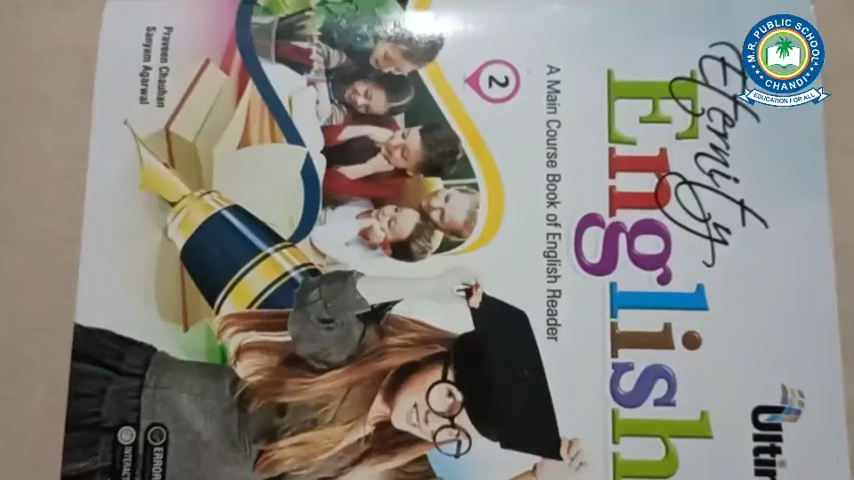 Eternity
English
A Main Course Book of English Reader
2
Praveen Chauhan
Sanyam Agarwal
M.R. PUBLIC SCHOOL
CHANDI
EDUCATION FOR ALL